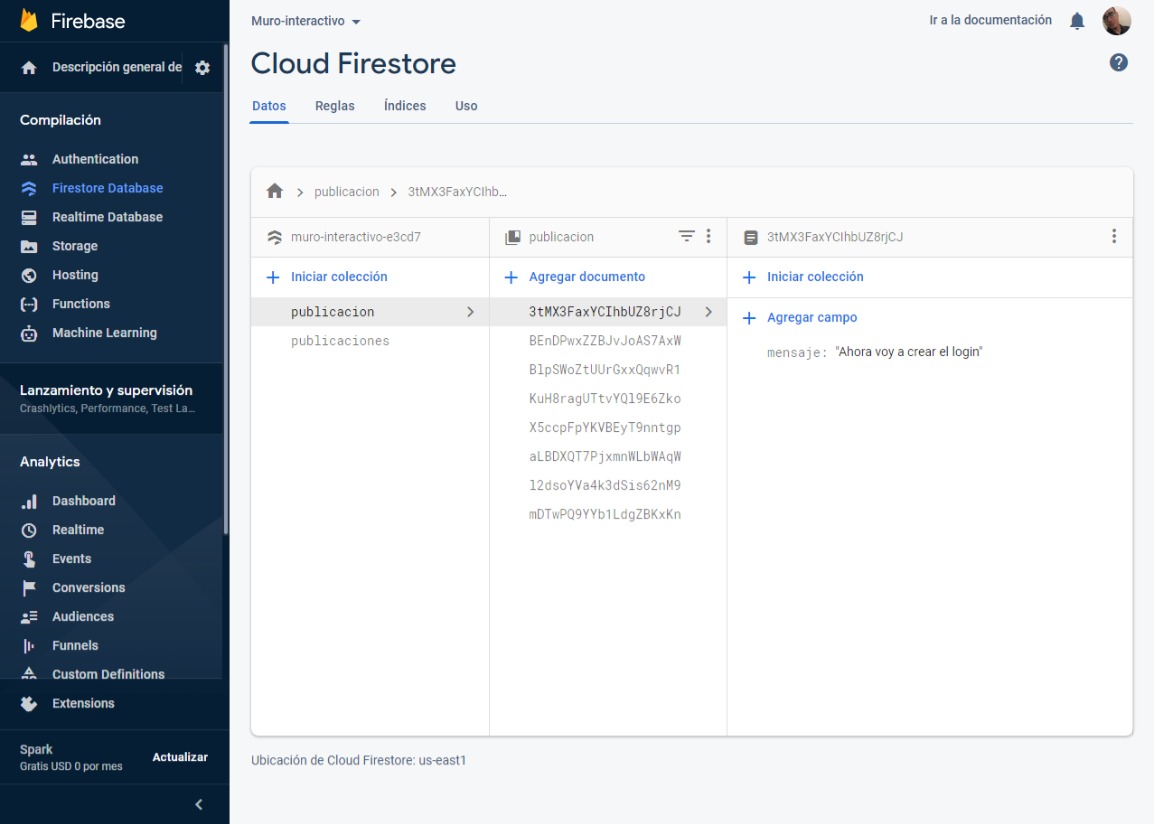 Firebase
Descripción general de
Compilación
Authentication
Firestore Database
Realtime Database
Storage
Hosting
Functions
Machine Learning
Lanzamiento y supervisión
Crashlytics, Performance, Test La...
Analytics
Dashboard
Realtime
Events
Conversions
Audiences
Funnels
Custom Definitions
Extensions
Spark
Gratis USD 0 por mes
Actualizar
Muro-interactivo
Ir a la documentación
Cloud Firestore
Datos Reglas Índices Uso
publicacion 3tMX3FaxYCIhb...
muro-interactivo-e3cd7
Iniciar colección
publicacion
publicaciones
publicacion
Agregar documento
3tMX3FaxYCIhbUZ8rjCJ
BEnDPwxZZBJvJoAS7AxW
BlpSWoZtUUrGxxQqwvR1
KuH8ragUTtvYQl9E6Zko
X5ccpFpYKVBEyT9nntgp
aLBDXQT7PjxmnWLbWAqW
l2dsoYVa4k3dSis62nM9
mDTwPQ9YYb1LdgZBKxKn
3tMX3FaxYCIhbUZ8rjCJ
Iniciar colección
Agregar campo
mensaje: "Ahora voy a crear el login"
Ubicación de Cloud Firestore: us-east1